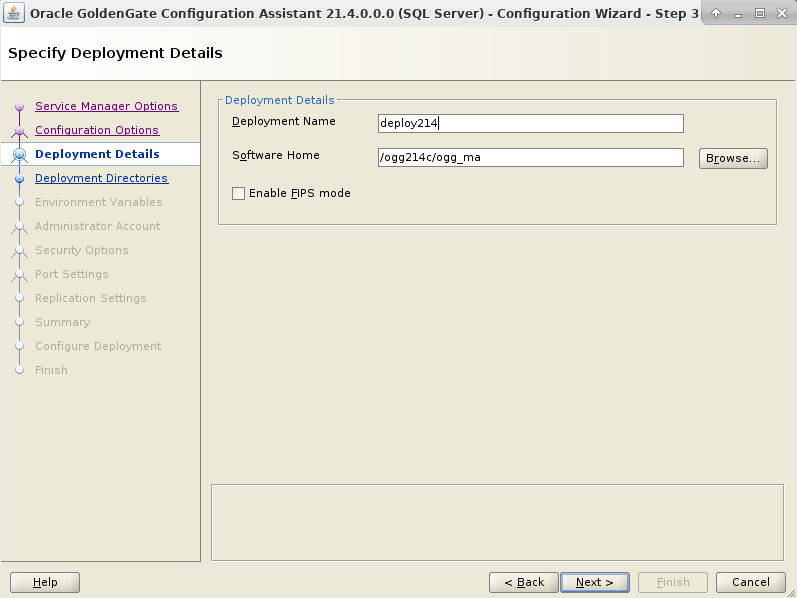 Oracle GoldenGate Configuration Assistant 21.4.0.0.0 (SQL Server) - Configuration Wizard - Step 3
Specify Deployment Details
Service Manager Options
Configuration Options
Deployment Details
Deployment Directories
Environment Variables
Administrator Account
Security Options
Port Settings
Replication Settings
Summary
Configure Deployment
Finish
Deployment Details
Deployment Name deploy214
Software Home /ogg214c/ogg_ma Browse...
Enable FIPS mode
Help < Back Next > Finish Cancel